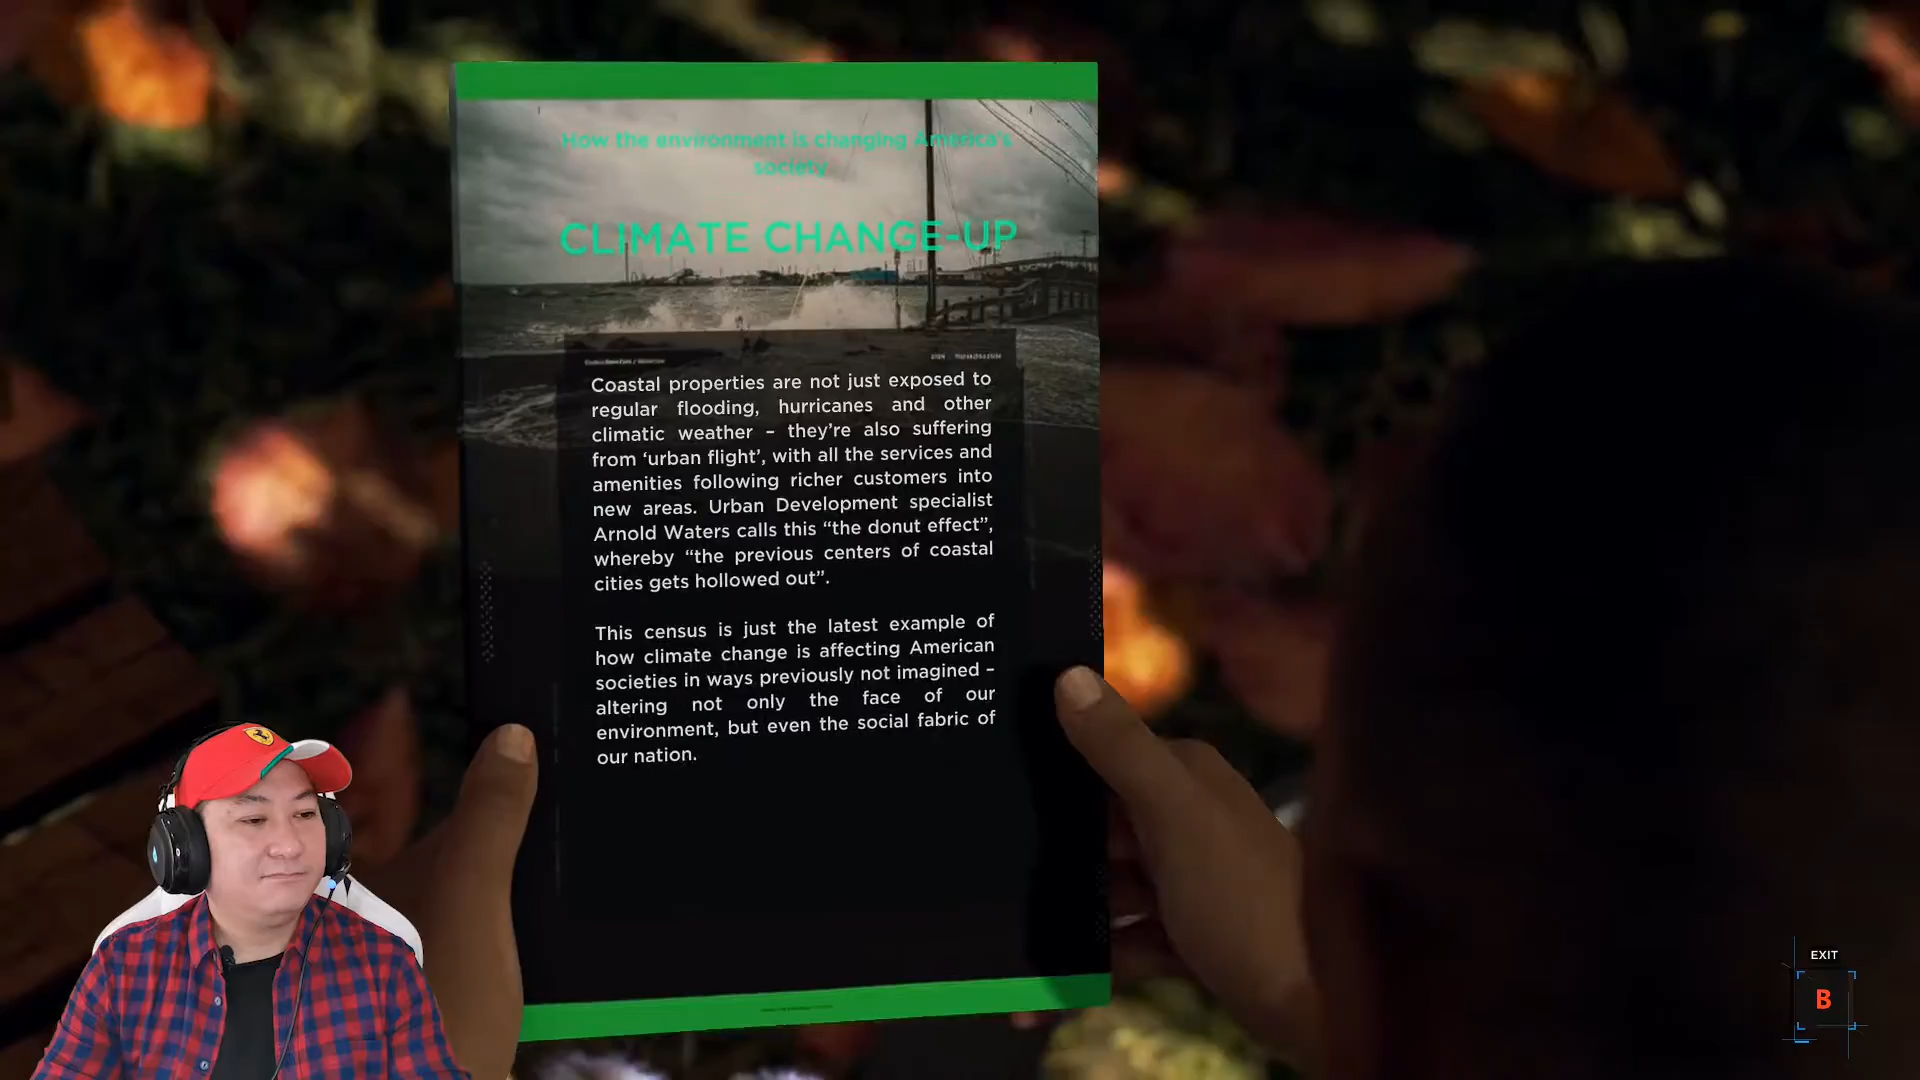 How the environment is changing America's
society
CLIMATE CHANGE-UP
Coastal properties are not just exposed to
regular flooding, hurricanes and other
climatic weather – they're also suffering
from 'urban flight', with all the services and
amenities following richer customers into
new areas. Urban Development specialist
Arnold Waters calls this “the donut effect”,
whereby “the previous centers of coastal
cities gets hollowed out”.
This census is just the latest example of
how climate change is affecting American
societies in ways previously not imagined –
altering not only the face of our
environment, but even the social fabric of
our nation.
EXIT
B